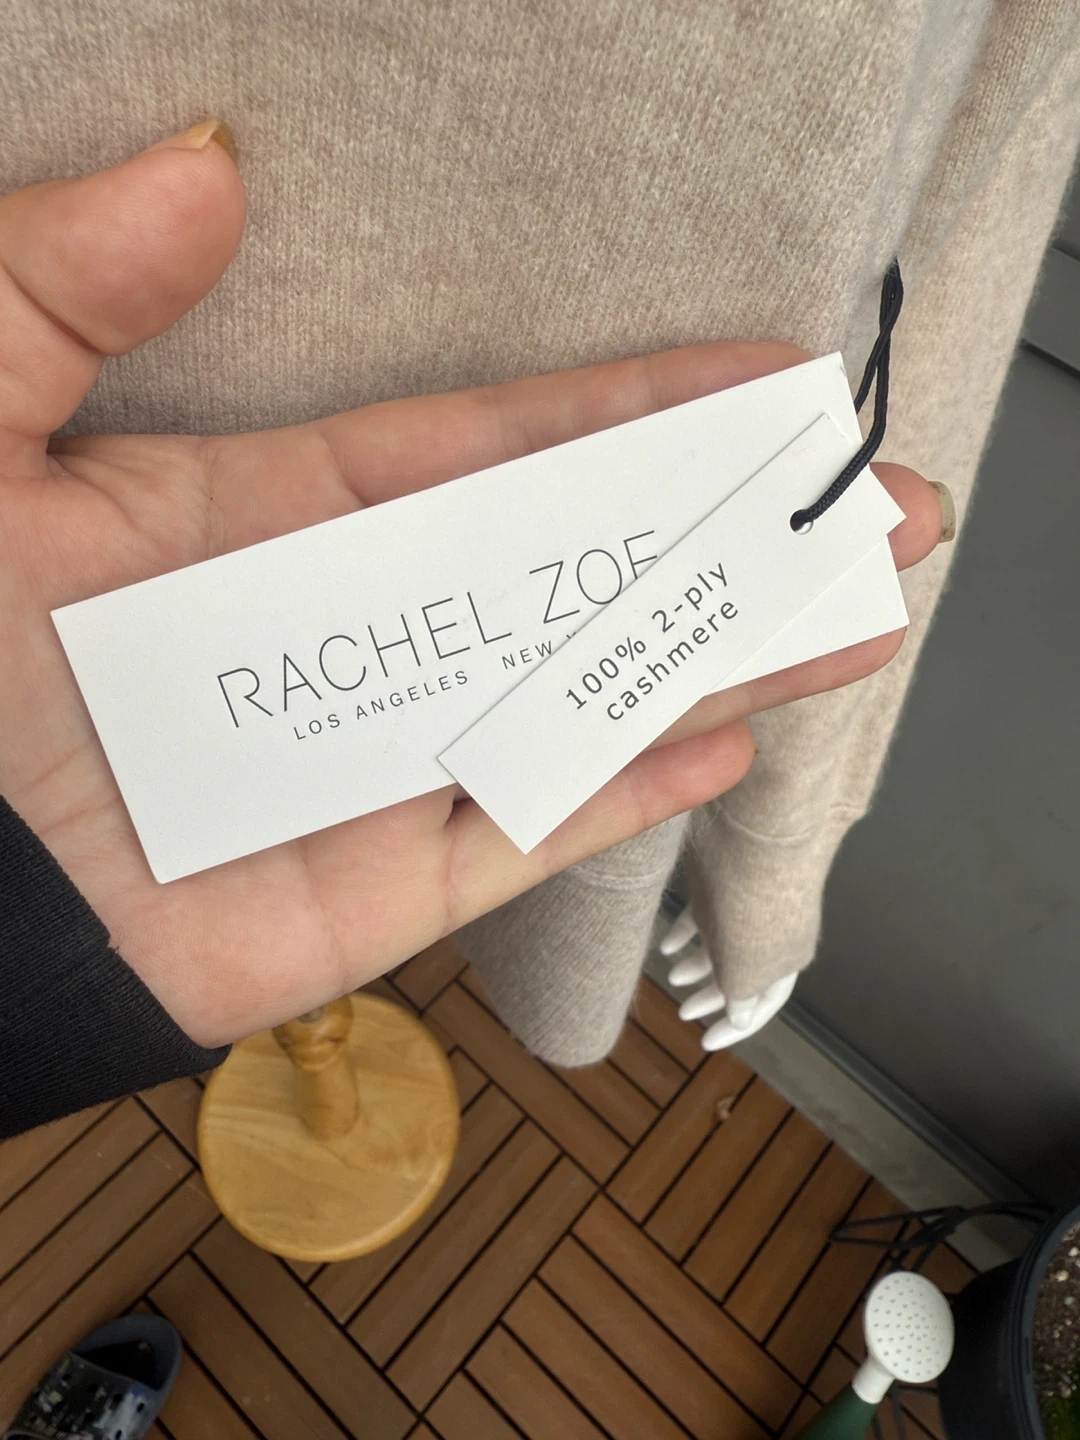 RACHEL ZOE
LOS ANGELES NEW
100% 2-ply
cashmere